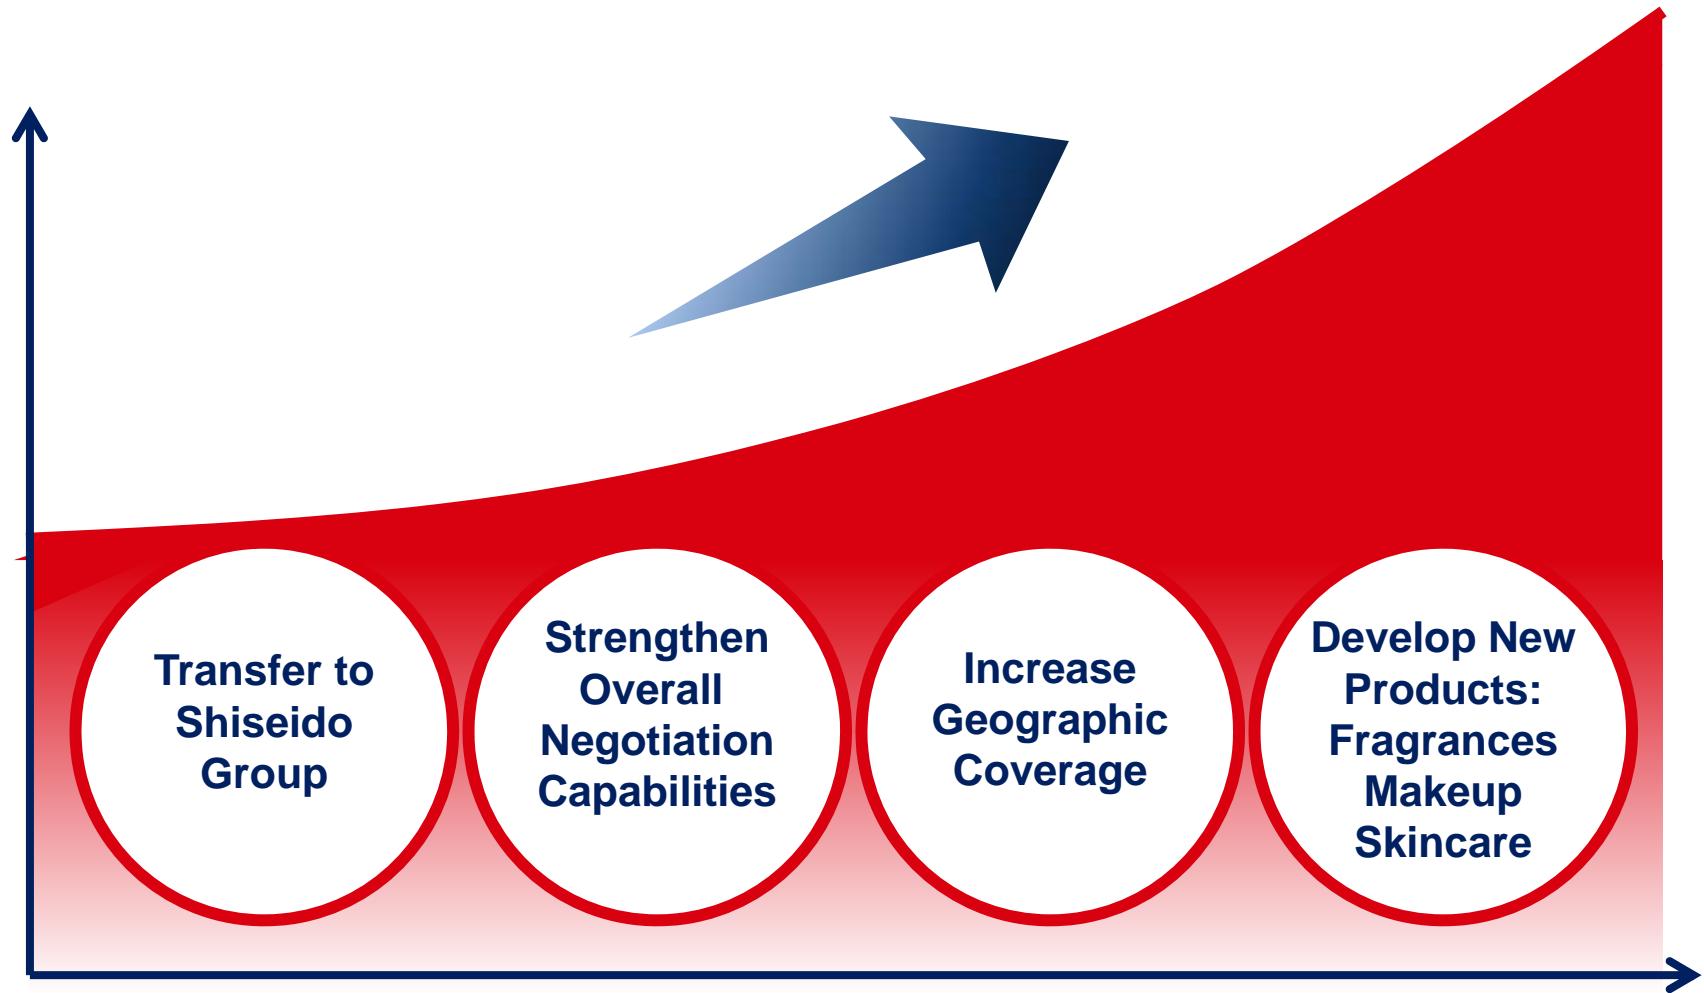 Transfer to
Shiseido
Group
Strengthen
Overall
Negotiation
Capabilities
Increase
Geographic
Coverage
Develop New
Products:
Fragrances
Makeup
Skincare